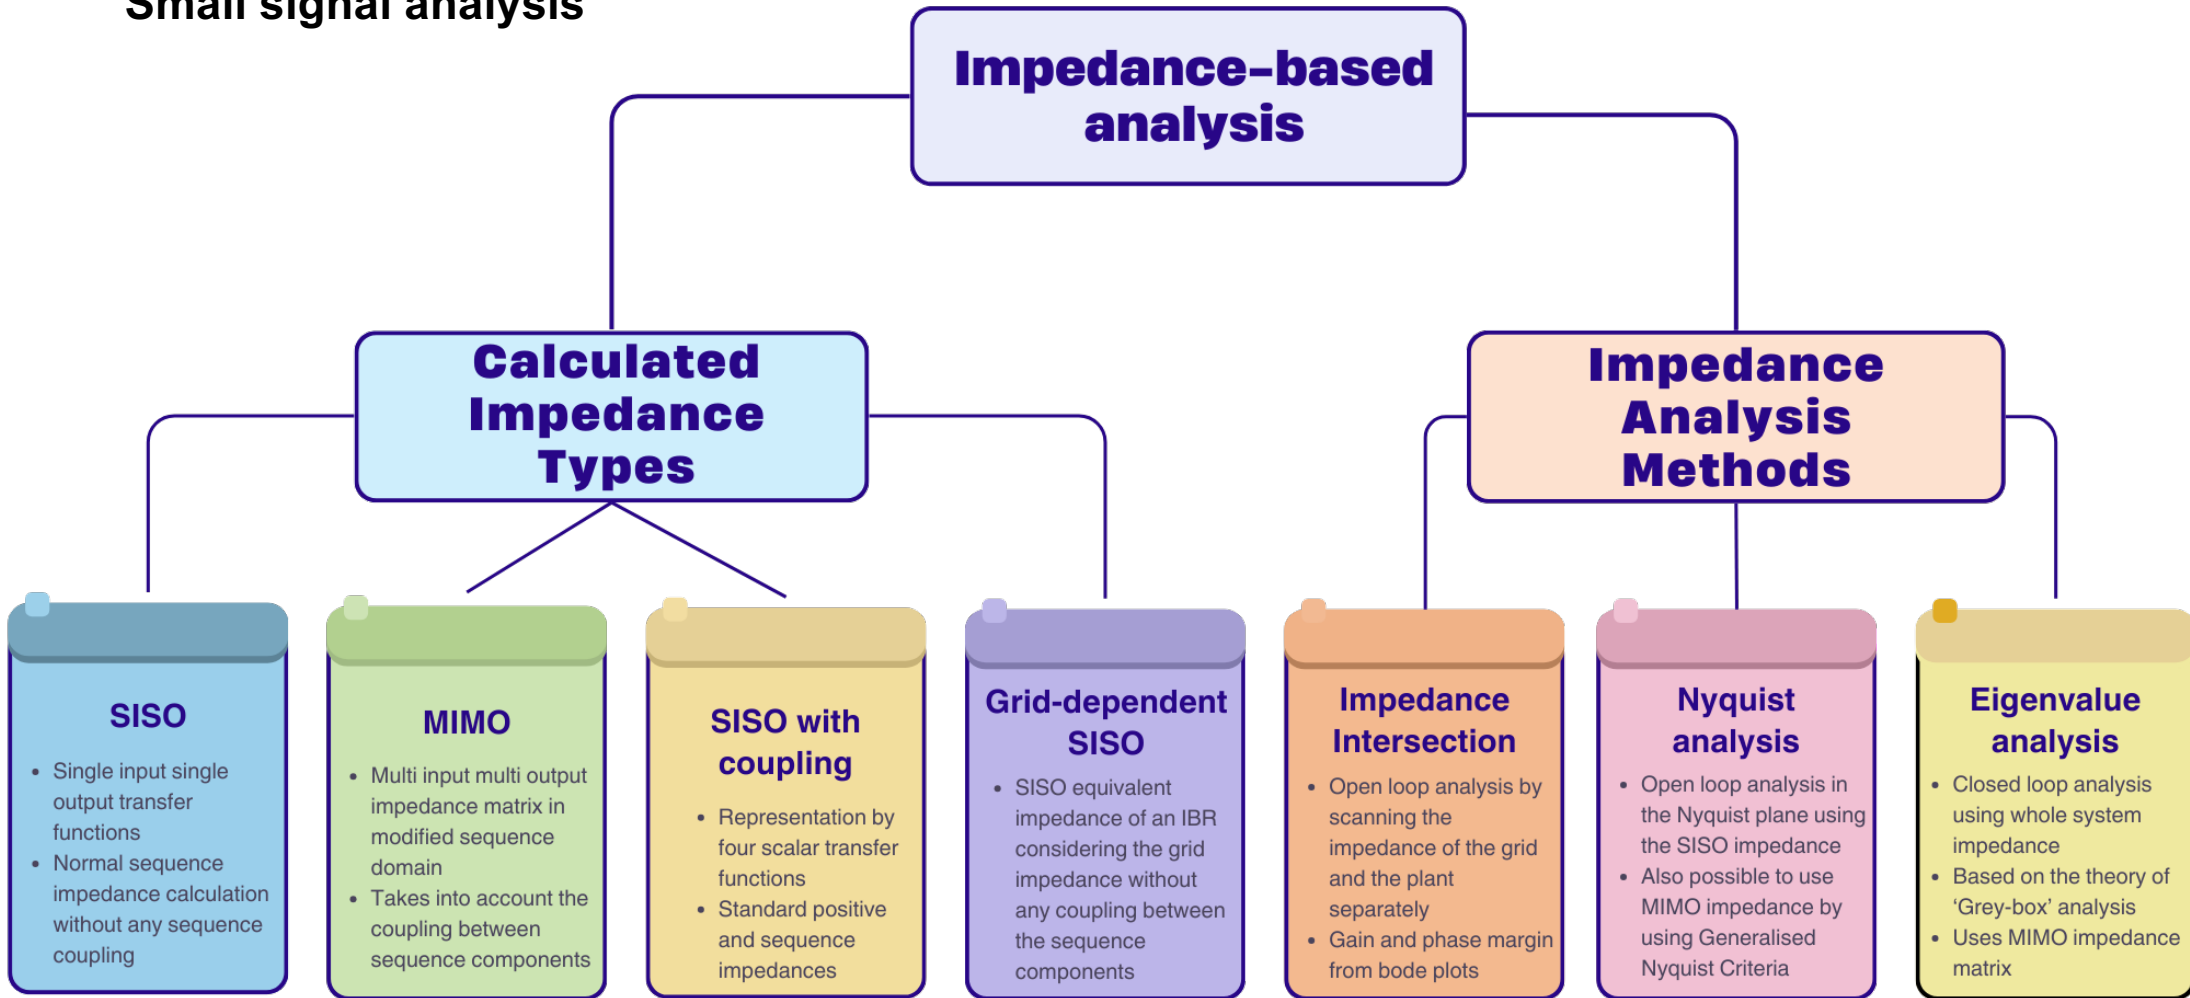 Small signal analysis
Impedance-based
analysis
Calculated
Impedance
Types
Impedance
Analysis
Methods
SISO
• Single input single
output transfer
functions
• Normal sequence
impedance calculation
without any sequence
coupling
MIMO
• Multi input multi output
impedance matrix in
modified sequence
domain
• Takes into account the
coupling between
sequence components
SISO with
coupling
• Representation by
four scalar transfer
functions
• Standard positive
and sequence
impedances
Grid-dependent
SISO
• SISO equivalent
impedance of an IBR
considering the grid
impedance without
any coupling between
the sequence
components
Impedance
Intersection
• Open loop analysis by
scanning the
impedance of the grid
and the plant
separately
• Gain and phase margin
from bode plots
Nyquist
analysis
• Open loop analysis in
the Nyquist plane using
the SISO impedance
• Also possible to use
MIMO impedance by
using Generalised
Nyquist Criteria
Eigenvalue
analysis
• Closed loop analysis
using whole system
impedance
• Based on the theory of
‘Grey-box’ analysis
• Uses MIMO impedance
matrix